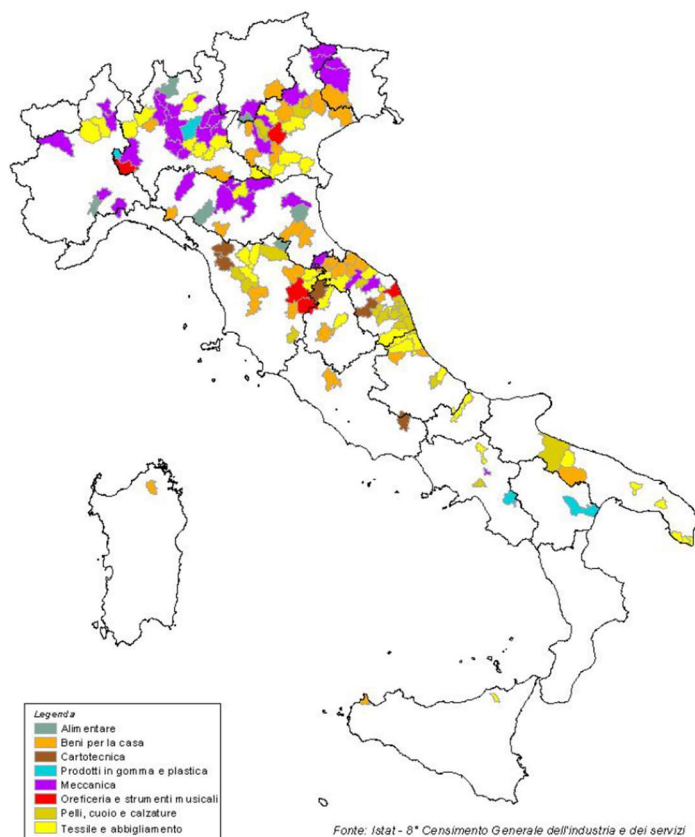 Legenda
Alimentare
Beni per la casa
Cartotecnica
Prodotti in gomma e plastica
Meccanica
Oreficeria e strumenti musicali
Pelli, cuoio e calzature
Tessile e abbigliamento
Fonte: Istat - 8° Censimento Generale dell'industria e dei servizi